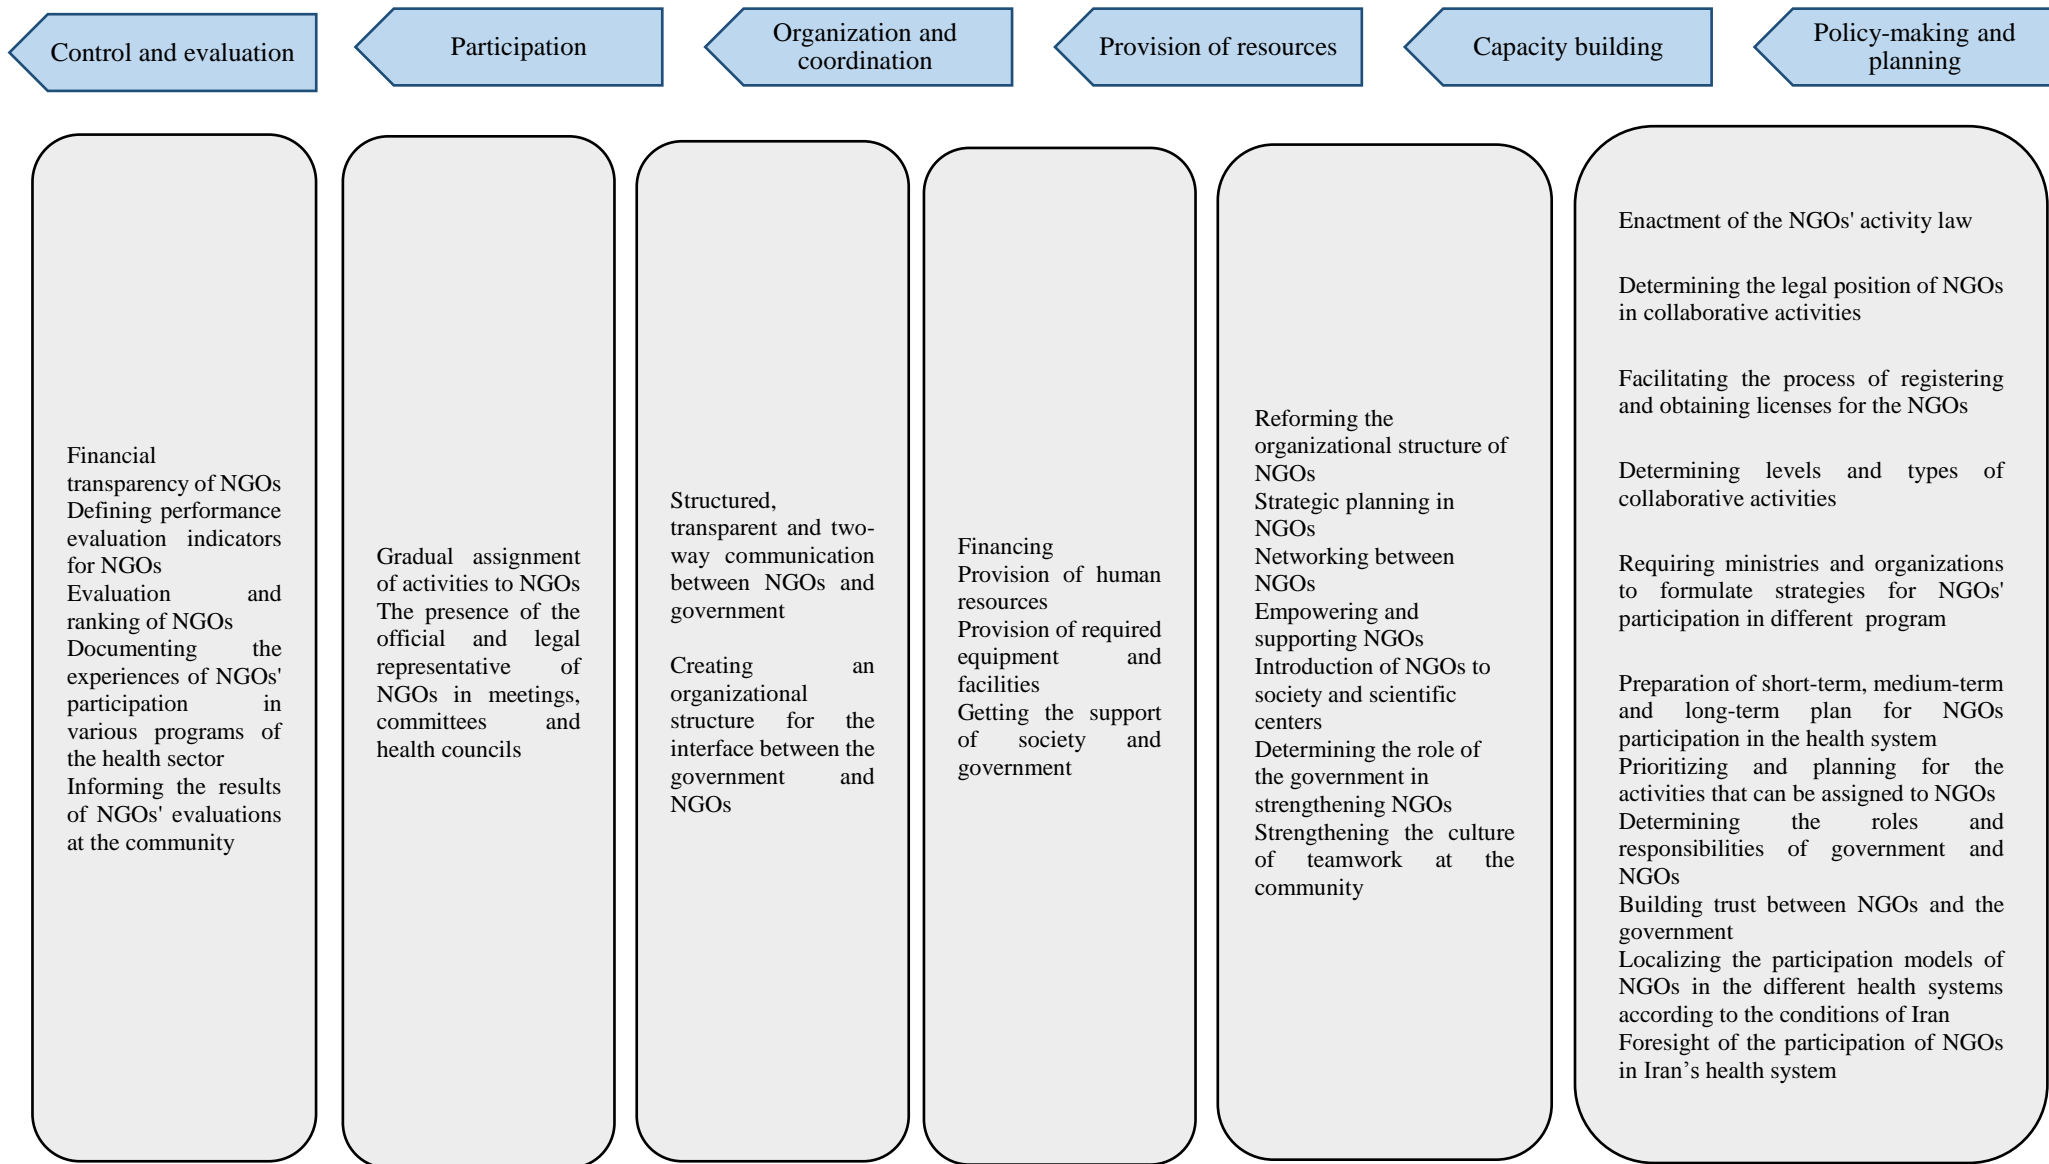 Control and evaluation
Participation
Organization and
coordination
Provision of resources
Capacity building
Policy-making and
planning
Financial
transparency of NGOs
Defining performance
evaluation indicators
for NGOs
Evaluation and
ranking of NGOs
Documenting the
experiences of NGOs'
participation in
various programs of
the health sector
Informing the results
of NGOs' evaluations
at the community
Gradual assignment
of activities to NGOs
The presence of the
official and legal
representative of
NGOs in meetings,
committees and
health councils
Structured,
transparent and two-
way communication
between NGOs and
government
Creating an
organizational
structure for the
interface between the
government and
NGOs
Financing
Provision of human
resources
Provision of required
equipment and
facilities
Getting the support
of society and
government
Reforming the
organizational structure of
NGOs
Strategic planning in
NGOs
Networking between
NGOs
Empowering and
supporting NGOs
Introduction of NGOs to
society and scientific
centers
Determining the role of
the government in
strengthening NGOs
Strengthening the culture
of teamwork at the
community
Enactment of the NGOs' activity law
Determining the legal position of NGOs
in collaborative activities
Facilitating the process of registering
and obtaining licenses for the NGOs
Determining levels and types of
collaborative activities
Requiring ministries and organizations
to formulate strategies for NGOs'
participation in different program
Preparation of short-term, medium-term
and long-term plan for NGOs
participation in the health system
Prioritizing and planning for the
activities that can be assigned to NGOs
Determining the roles and
responsibilities of government and
NGOs
Building trust between NGOs and the
government
Localizing the participation models of
NGOs in the different health systems
according to the conditions of Iran
Foresight of the participation of NGOs
in Iran’s health system